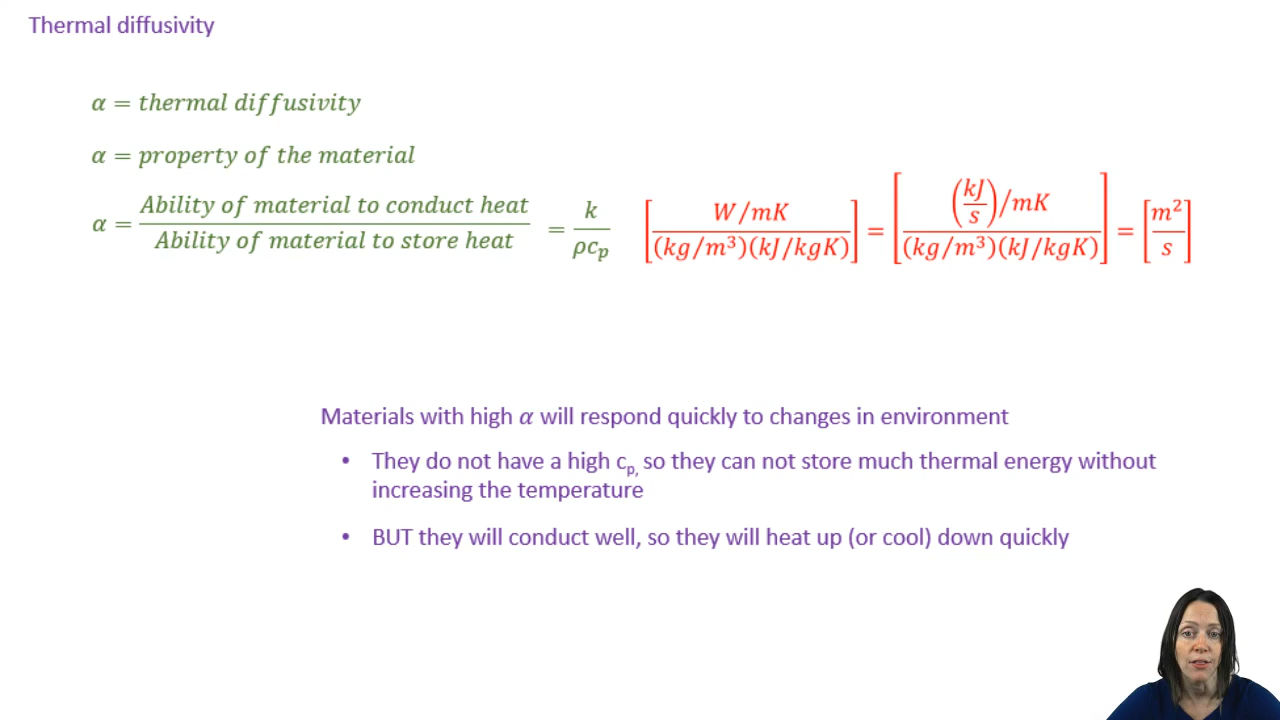 Thermal diffusivity
α = thermal diffusivity
α = property of the material
α = Ability of material to conduct heat / Ability of material to store heat = k / ρc_p [W/mK / (kg/m³)(kJ/kgK)] = [(kJ/s)/mK / (kg/m³)(kJ/kgK)] = [m²/s]
Materials with high α will respond quickly to changes in environment
• They do not have a high c_p, so they can not store much thermal energy without
increasing the temperature
• BUT they will conduct well, so they will heat up (or cool) down quickly